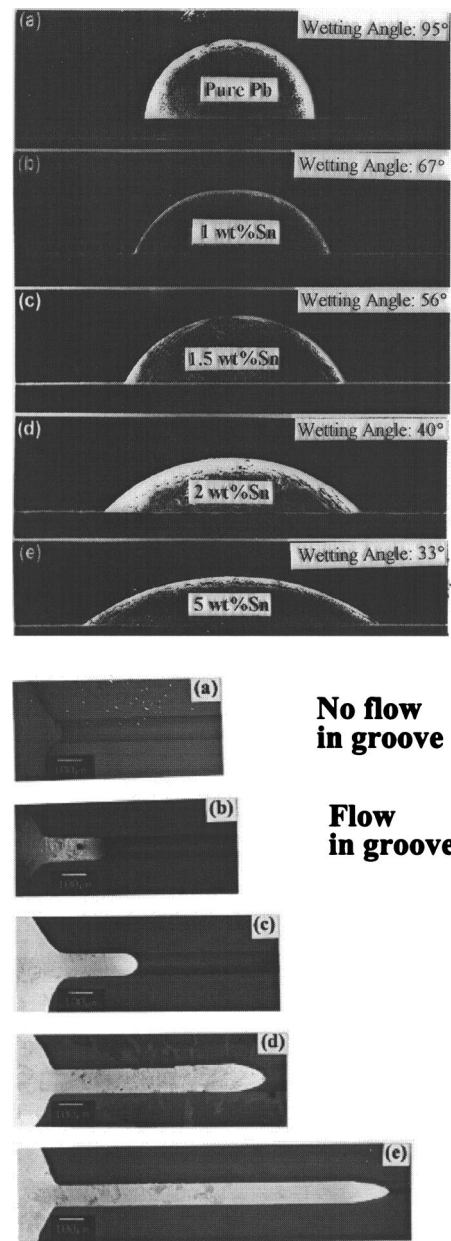 (a)
Wetting Angle: 95°
Pure Pb
(b)
Wetting Angle: 67°
1 wt%Sn
(c)
Wetting Angle: 56°
1.5 wt%Sn
(d)
Wetting Angle: 40°
2 wt%Sn
(e)
Wetting Angle: 33°
5 wt%Sn
(a)
No flow
in groove
(b)
Flow
in groove
(c)
(d)
(e)